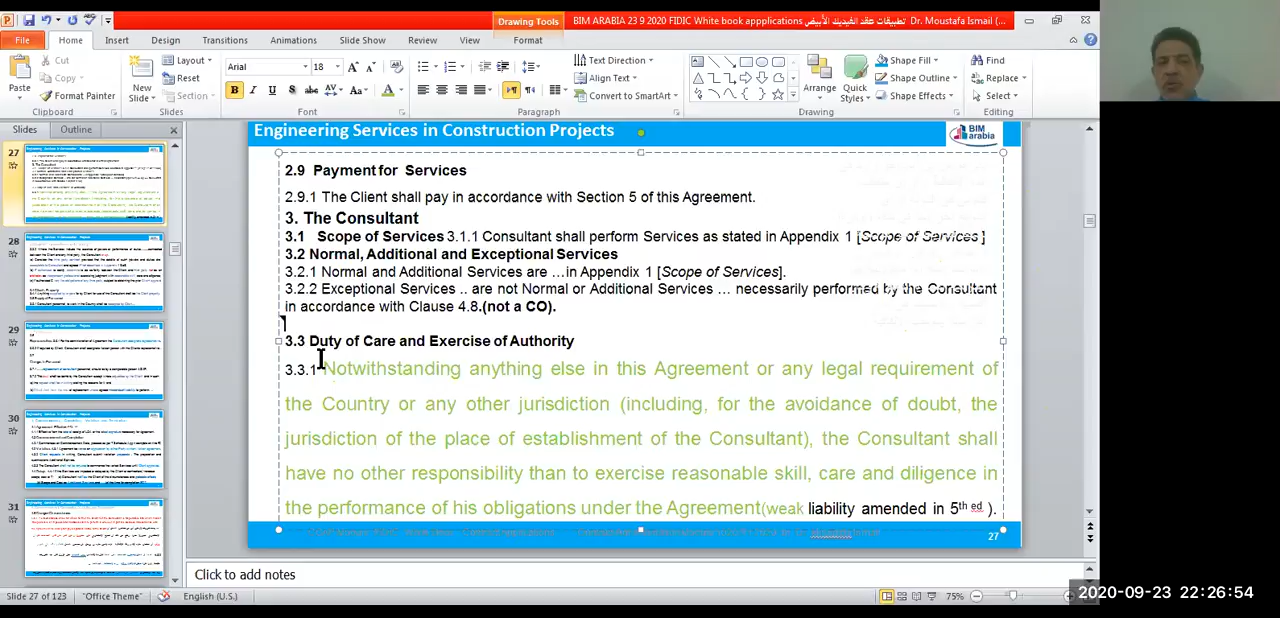 Drawing Tools
BIM ARABIA 23 9 2020 FIDIC White book appplications تطبيقات عقد الفيديك الأبيض Dr. Moustafa Ismail
File Home Insert Design Transitions Animations Slide Show Review View Format
Paste
Cut
Copy
Format Painter
Clipboard
New Slide
Layout
Reset
Section
Slides
Arial 18
B I U S abc AV Aa A
Font
Paragraph
Text Direction
Align Text
Convert to SmartArt
Arrange
Quick Styles
Shape Fill
Shape Outline
Shape Effects
Drawing
Find
Replace
Select
Editing
Slides Outline
27
28
29
30
31
Engineering Services in Construction Projects
BIM arabia
2.9 Payment for Services
2.9.1 The Client shall pay in accordance with Section 5 of this Agreement.
3. The Consultant
3.1 Scope of Services 3.1.1 Consultant shall perform Services as stated in Appendix 1 [Scope of Services ]
3.2 Normal, Additional and Exceptional Services
3.2.1 Normal and Additional Services are …in Appendix 1 [Scope of Services].
3.2.2 Exceptional Services .. are not Normal or Additional Services … necessarily performed by the Consultant
in accordance with Clause 4.8.(not a CO).
3.3 Duty of Care and Exercise of Authority
3.3.1 Notwithstanding anything else in this Agreement or any legal requirement of
the Country or any other jurisdiction (including, for the avoidance of doubt, the
jurisdiction of the place of establishment of the Consultant), the Consultant shall
have no other responsibility than to exercise reasonable skill, care and diligence in
the performance of his obligations under the Agreement(weak liability amended in 5th ed ).
27
Click to add notes
Slide 27 of 123 "Office Theme" English (U.S.) 75%
2020-09-23 22:26:54